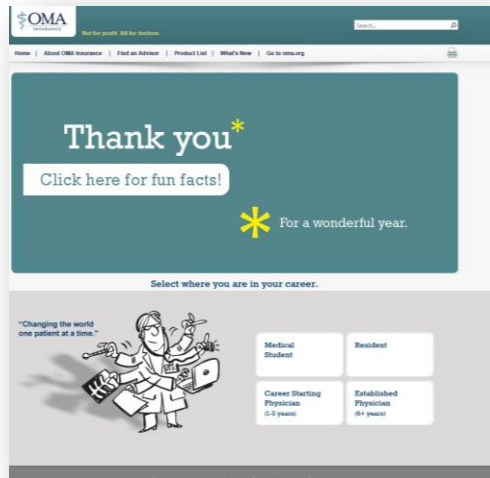 OMA
INSURANCE
Not for profit. All for doctors.
Search...
Home | About OMA Insurance | Find an Advisor | Product List | What's New | Go to oma.org
Thank you*
Click here for fun facts!
* For a wonderful year.
Select where you are in your career.
"Changing the world
one patient at a time."
Medical
Student
Resident
Career Starting
Physician
(1-5 years)
Established
Physician
(6+ years)